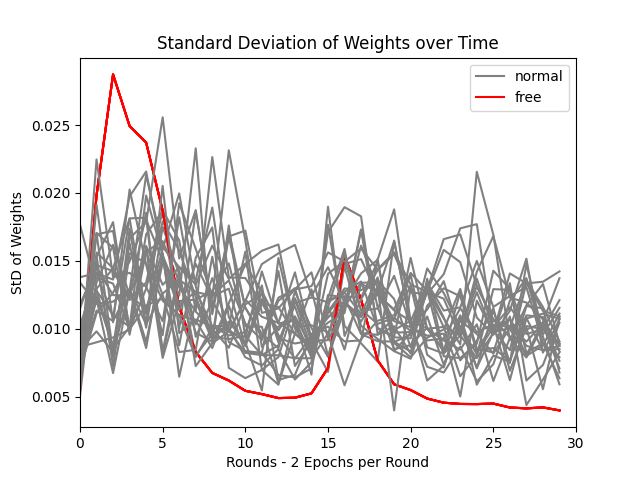 Standard Deviation of Weights over Time
normal
free
StD of Weights
0.025
0.020
0.015
0.010
0.005
0 5 10 15 20 25 30
Rounds - 2 Epochs per Round